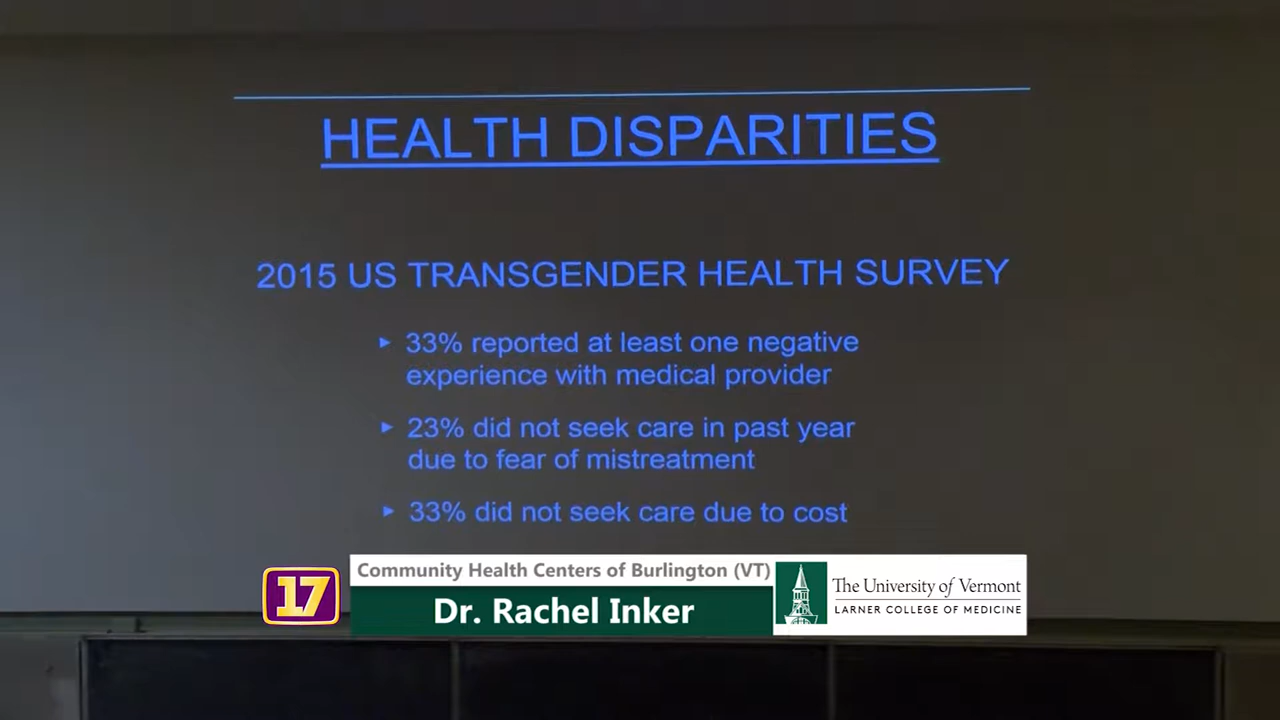 HEALTH DISPARITIES
2015 US TRANSGENDER HEALTH SURVEY
▸ 33% reported at least one negative
experience with medical provider
▸ 23% did not seek care in past year
due to fear of mistreatment
▸ 33% did not seek care due to cost
17
Community Health Centers of Burlington (VT)
Dr. Rachel Inker
The University of Vermont
LARNER COLLEGE OF MEDICINE